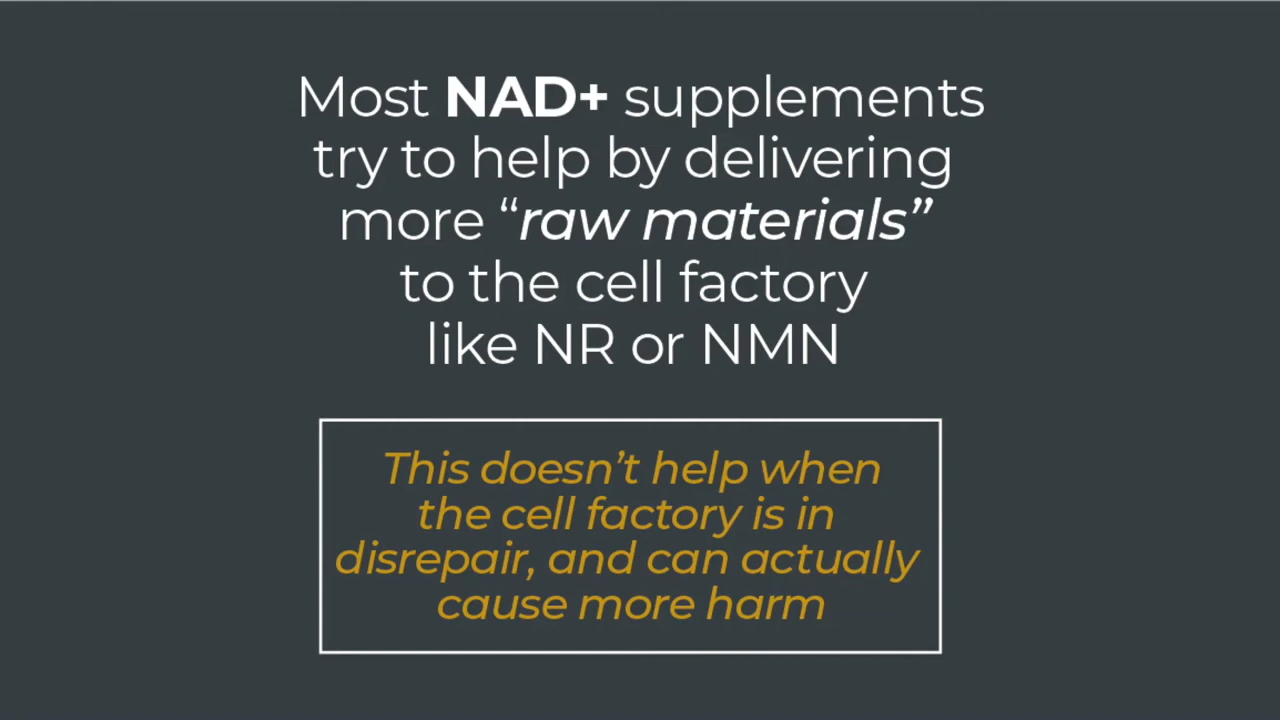 Most NAD+ supplements
try to help by delivering
more “raw materials”
to the cell factory
like NR or NMN
This doesn’t help when
the cell factory is in
disrepair, and can actually
cause more harm